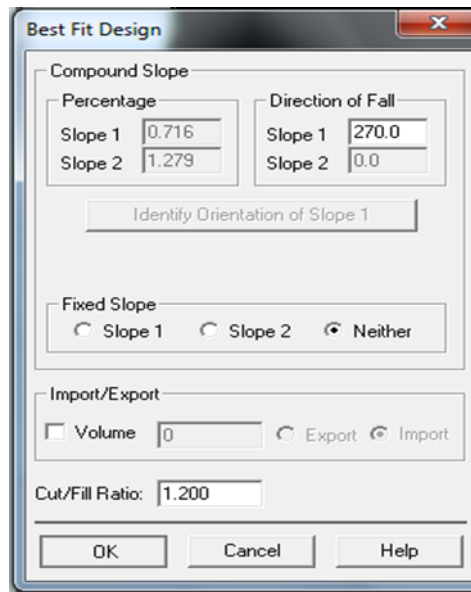 Best Fit Design
Compound Slope
Percentage
Slope 1 0.716
Slope 2 1.279
Direction of Fall
Slope 1 270.0
Slope 2 0.0
Identify Orientation of Slope 1
Fixed Slope
Slope 1 Slope 2 Neither
Import/Export
Volume 0 Export Import
Cut/Fill Ratio: 1.200
OK Cancel Help